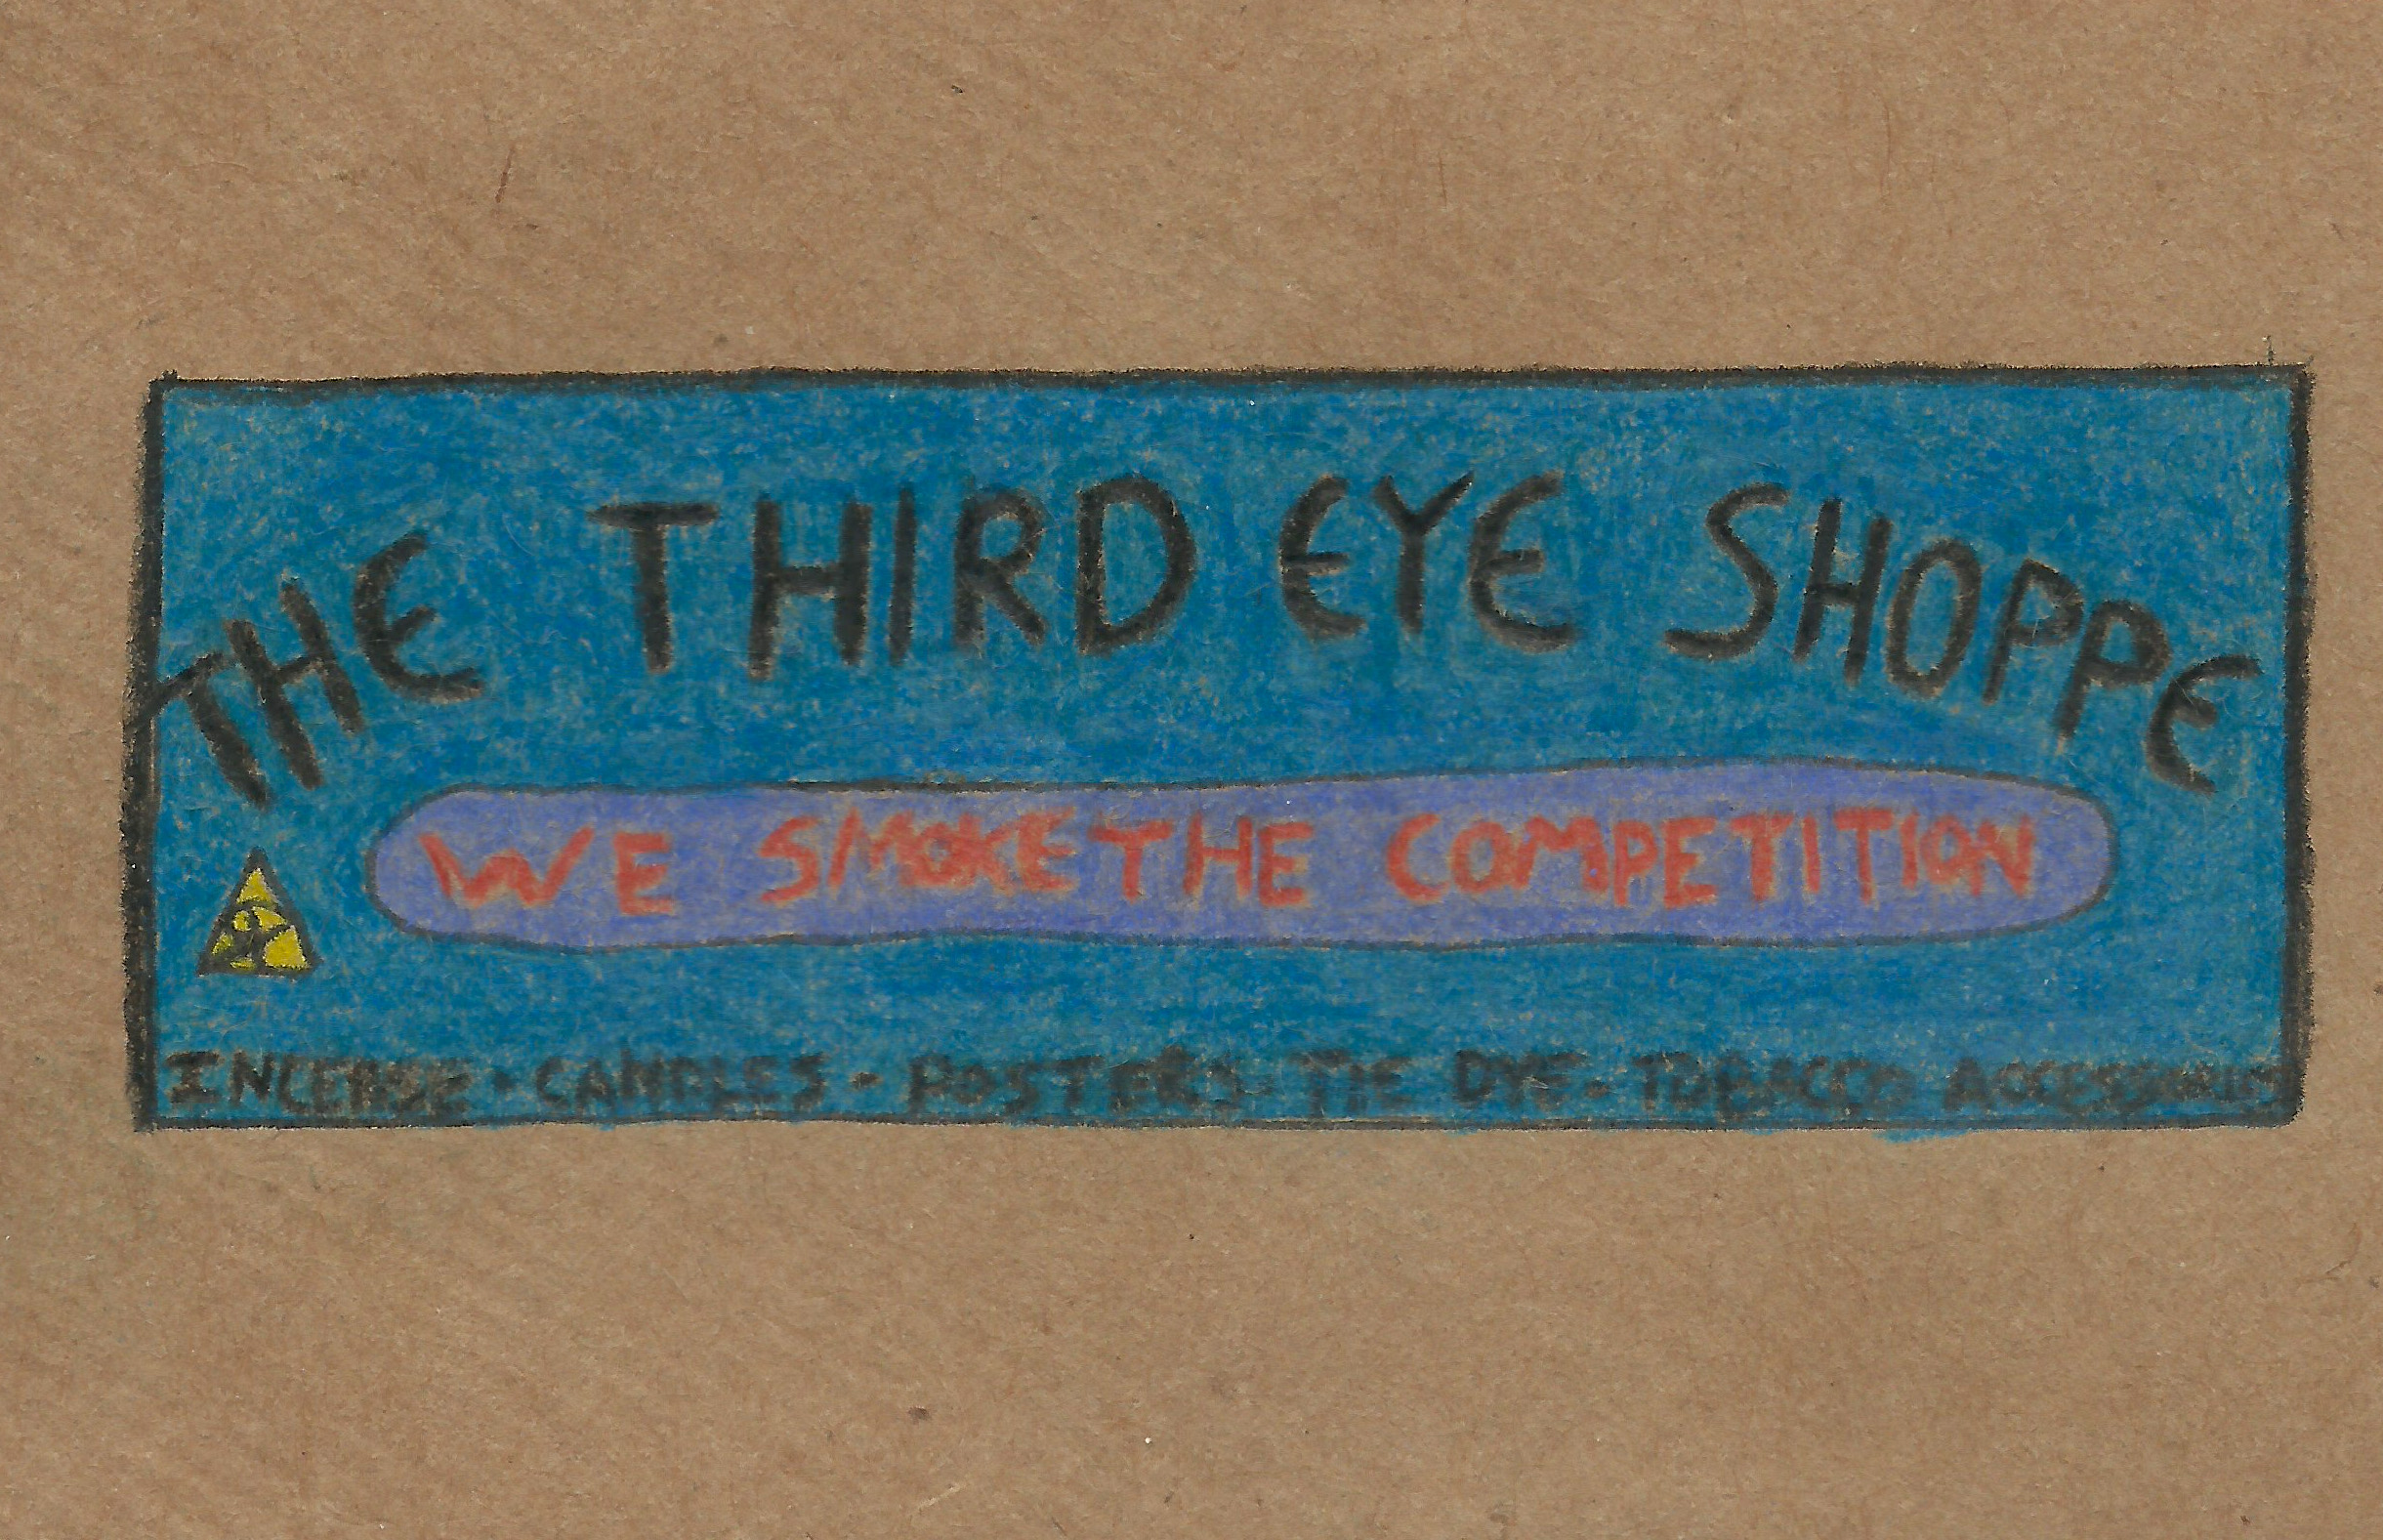 THE THIRD EYE SHOPPE
WE SMOKE THE COMPETITION
INCENSE • CANDLES • POSTERS • TIE DYE • TOBACCO ACCESSORIES